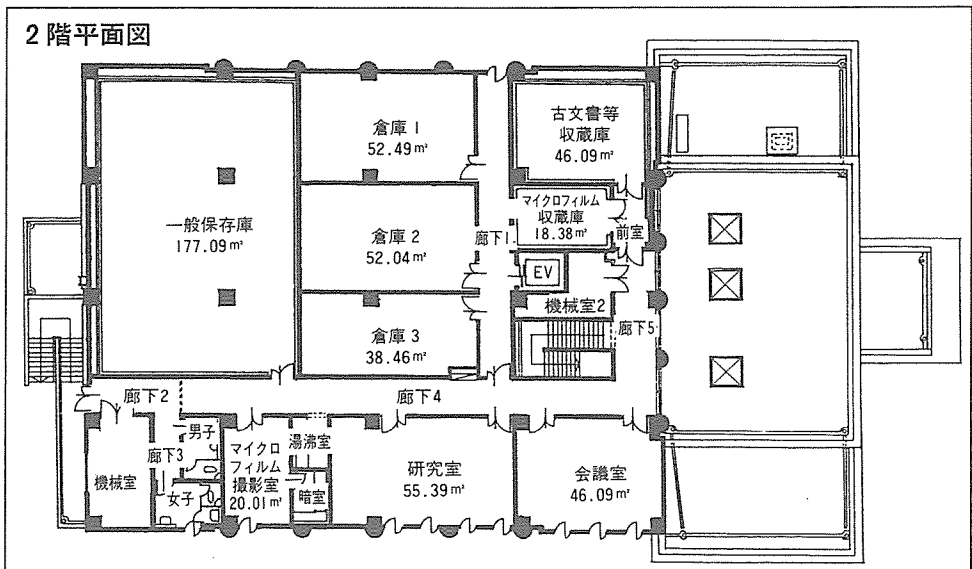 2階平面図
倉庫1
52.49㎡
古文書等
収蔵庫
46.09㎡
一般保存庫
177.09㎡
倉庫2
52.04㎡
廊下1
マイクロフィルム
収蔵庫
18.38㎡
前室
EV
機械室2
倉庫3
38.46㎡
廊下5
廊下2
廊下4
機械室
廊下3
男子
女子
マイクロ
フィルム
撮影室
20.01㎡
湯沸室
暗室
研究室
55.39㎡
会議室
46.09㎡